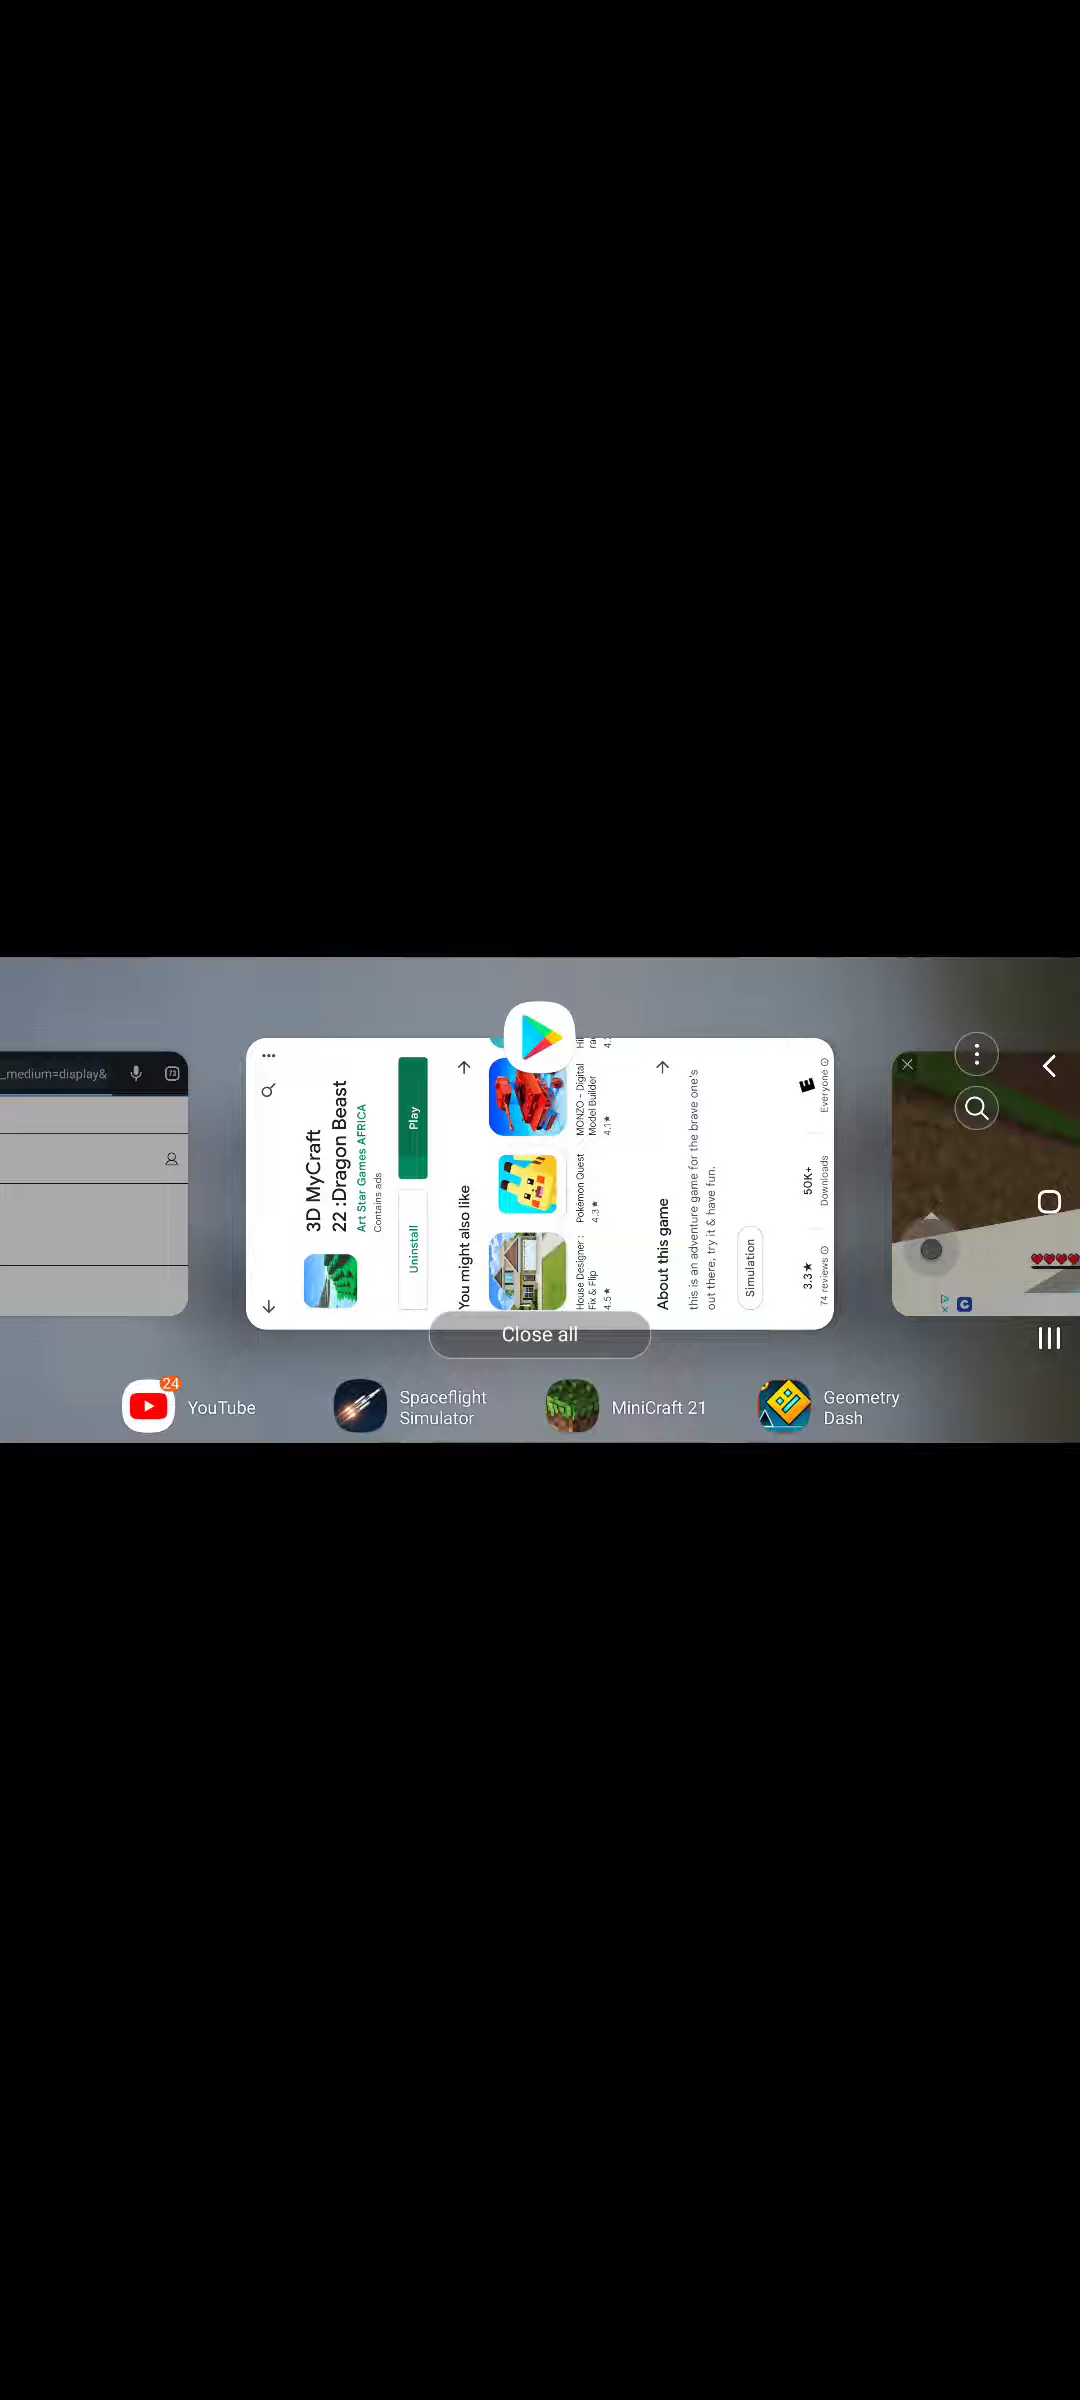 _medium=display&
73
3D MyCraft
22 :Dragon Beast
Art Star Games AFRICA
Contains ads
Uninstall
Play
You might also like
House Designer :
Fix & Flip
4.5★
Pokémon Quest
4.3★
MONZO - Digital
Model Builder
4.1★
About this game
this is an adventure game for the brave one's
out there, try it & have fun.
Simulation
3.3★
74 reviews
50K+
Downloads
E
Everyone
Close all
24
YouTube
Spaceflight
Simulator
MiniCraft 21
Geometry
Dash